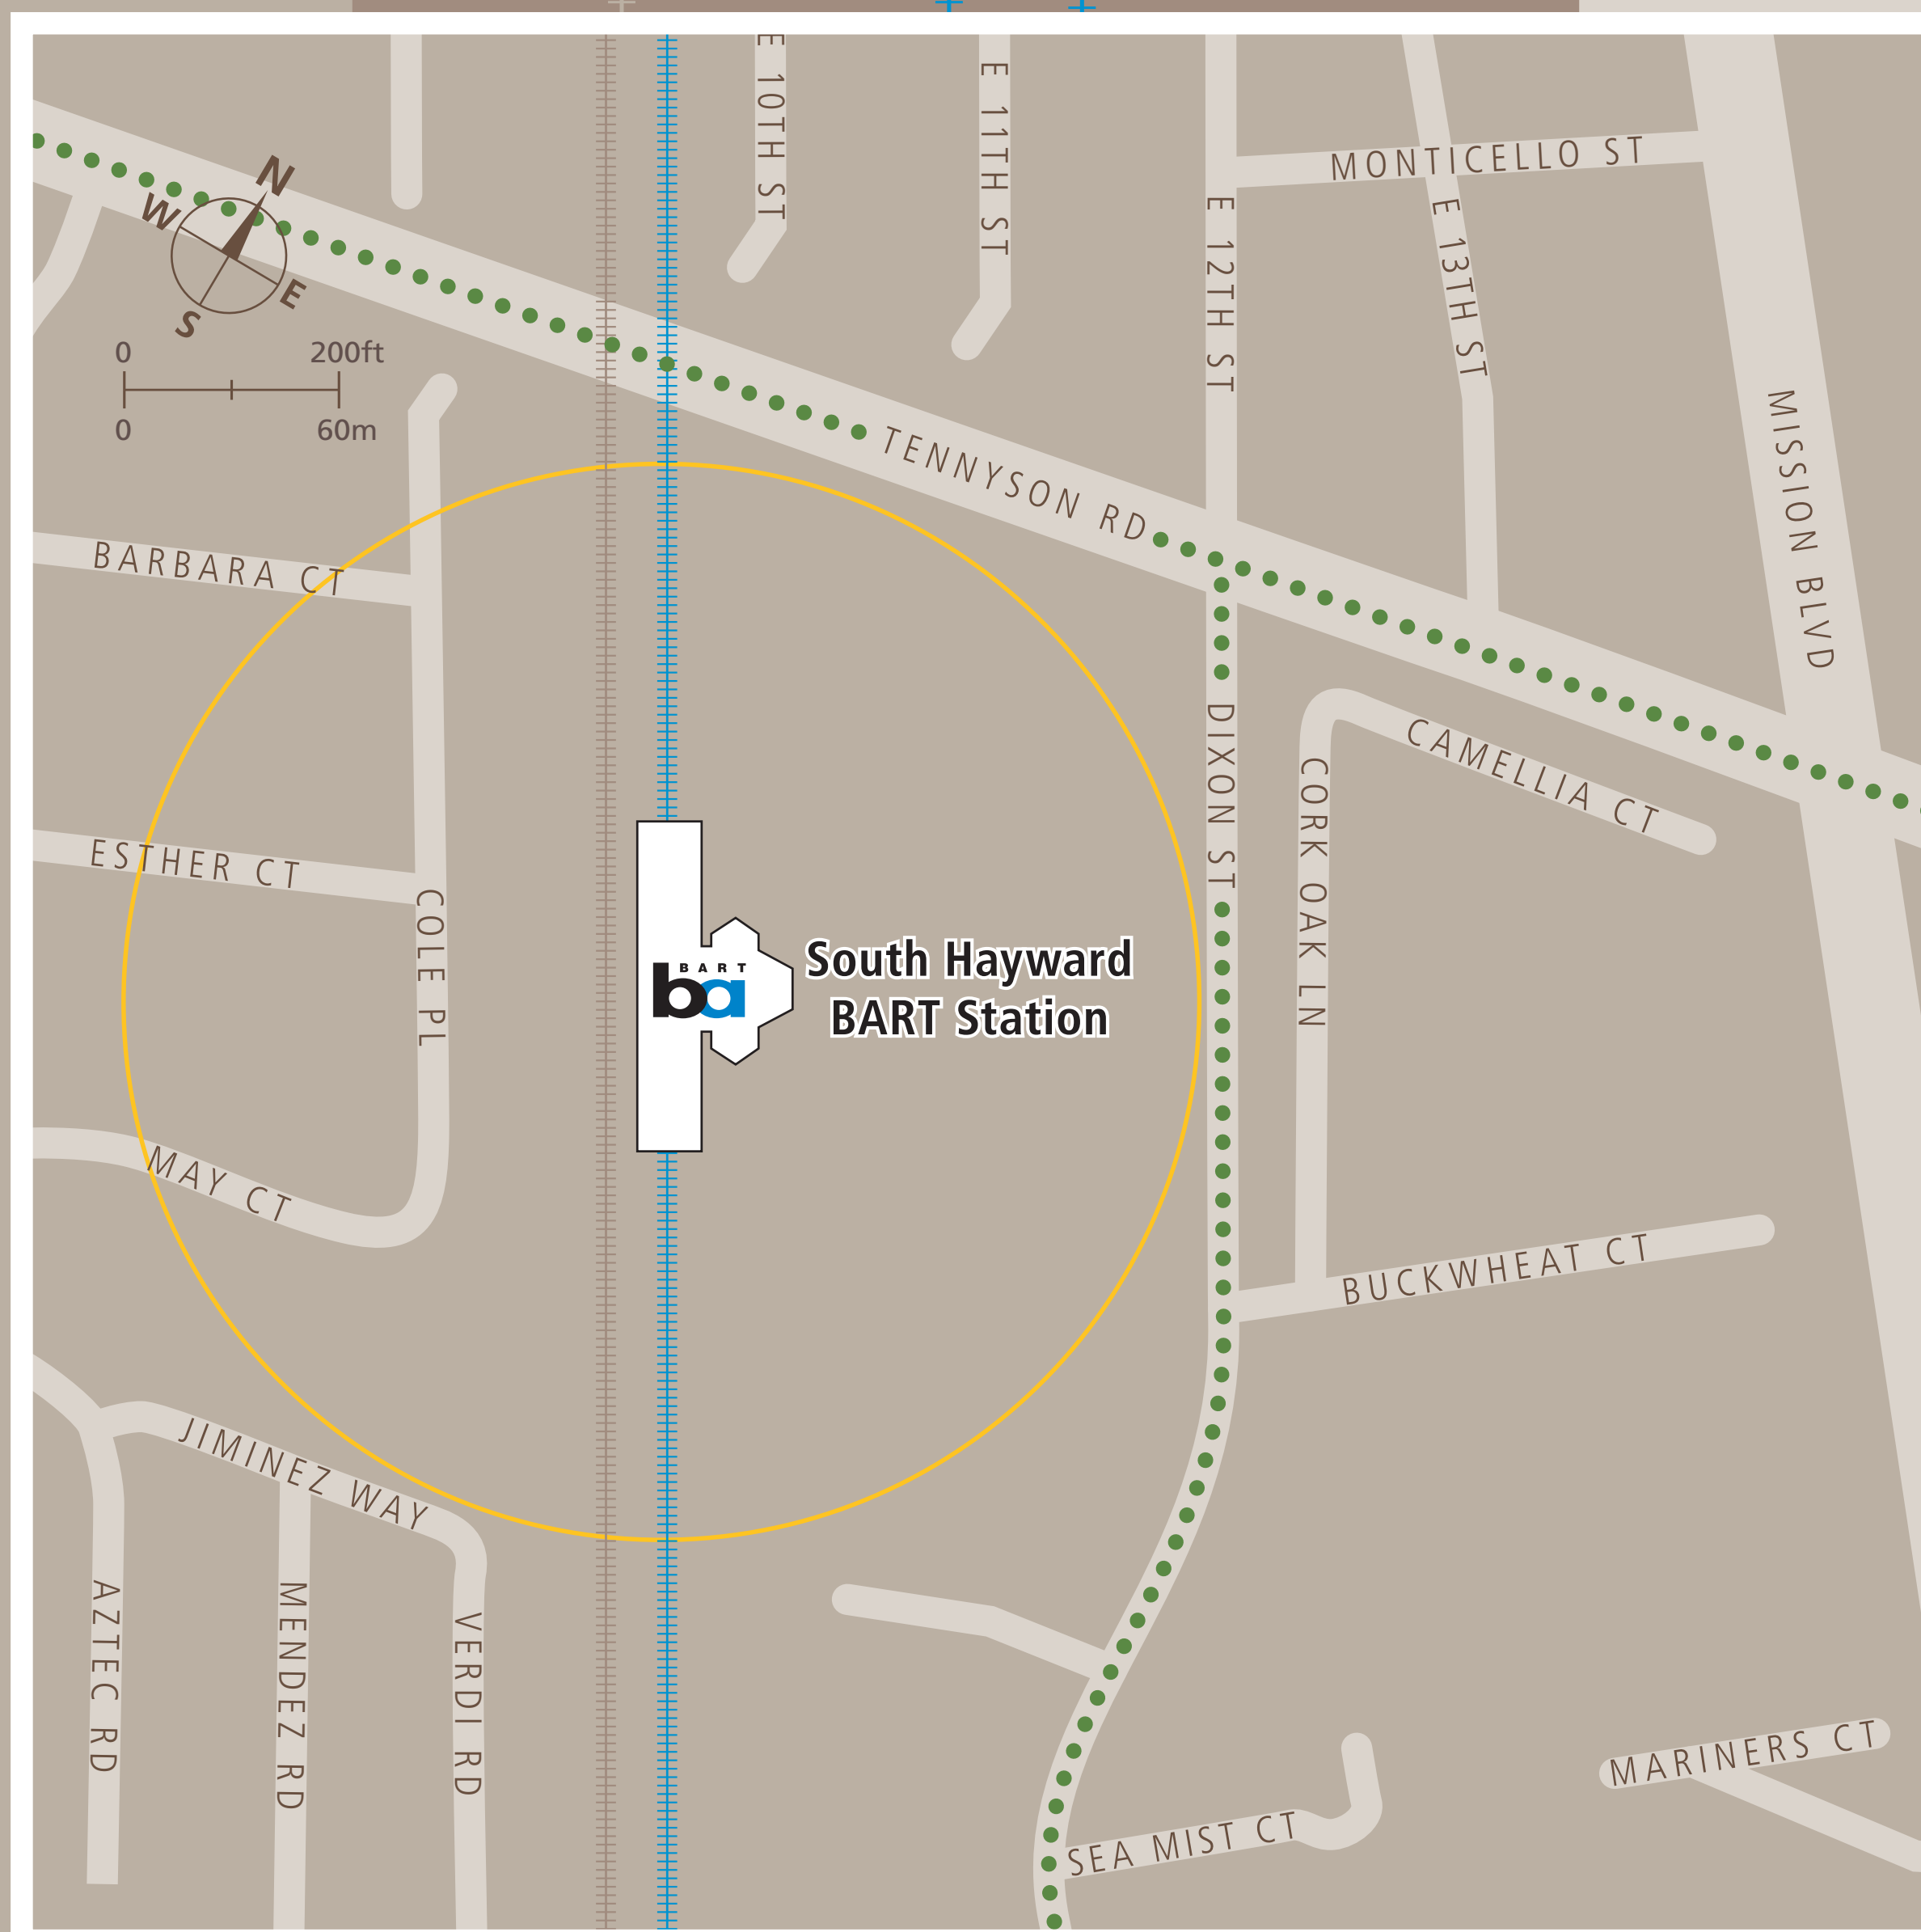 E 10TH ST
E 11TH ST
E 12TH ST
MONTICELLO ST
E 13TH ST
N
W
E
S
0 200ft
0 60m
MISSION BLVD
TENNYSON RD
BARBARA CT
DIXON ST
CORK OAK LN
CAMELLIA CT
ESTHER CT
COLE PL
BART
ba
South Hayward
BART Station
MAY CT
BUCKWHEAT CT
JIMINEZ WAY
AZTEC RD
MENDEZ RD
VERDI RD
MARINERS CT
SEA MIST CT